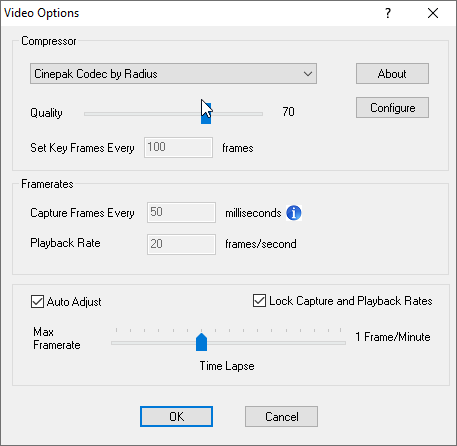 Video Options
?
Compressor
Cinepak Codec by Radius
About
Quality
70
Configure
Set Key Frames Every 100 frames
Framerates
Capture Frames Every 50 milliseconds i
Playback Rate 20 frames/second
Auto Adjust
Lock Capture and Playback Rates
Max
Framerate
1 Frame/Minute
Time Lapse
OK
Cancel